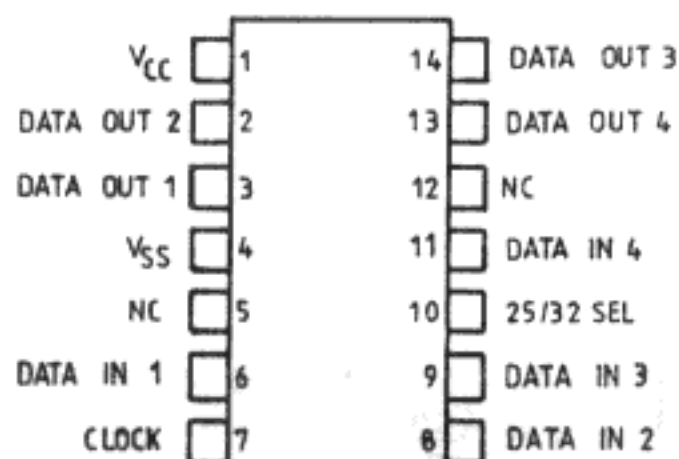 VCC 1 14 DATA OUT 3
DATA OUT 2 2 13 DATA OUT 4
DATA OUT 1 3 12 NC
VSS 4 11 DATA IN 4
NC 5 10 25/32 SEL
DATA IN 1 6 9 DATA IN 3
CLOCK 7 8 DATA IN 2